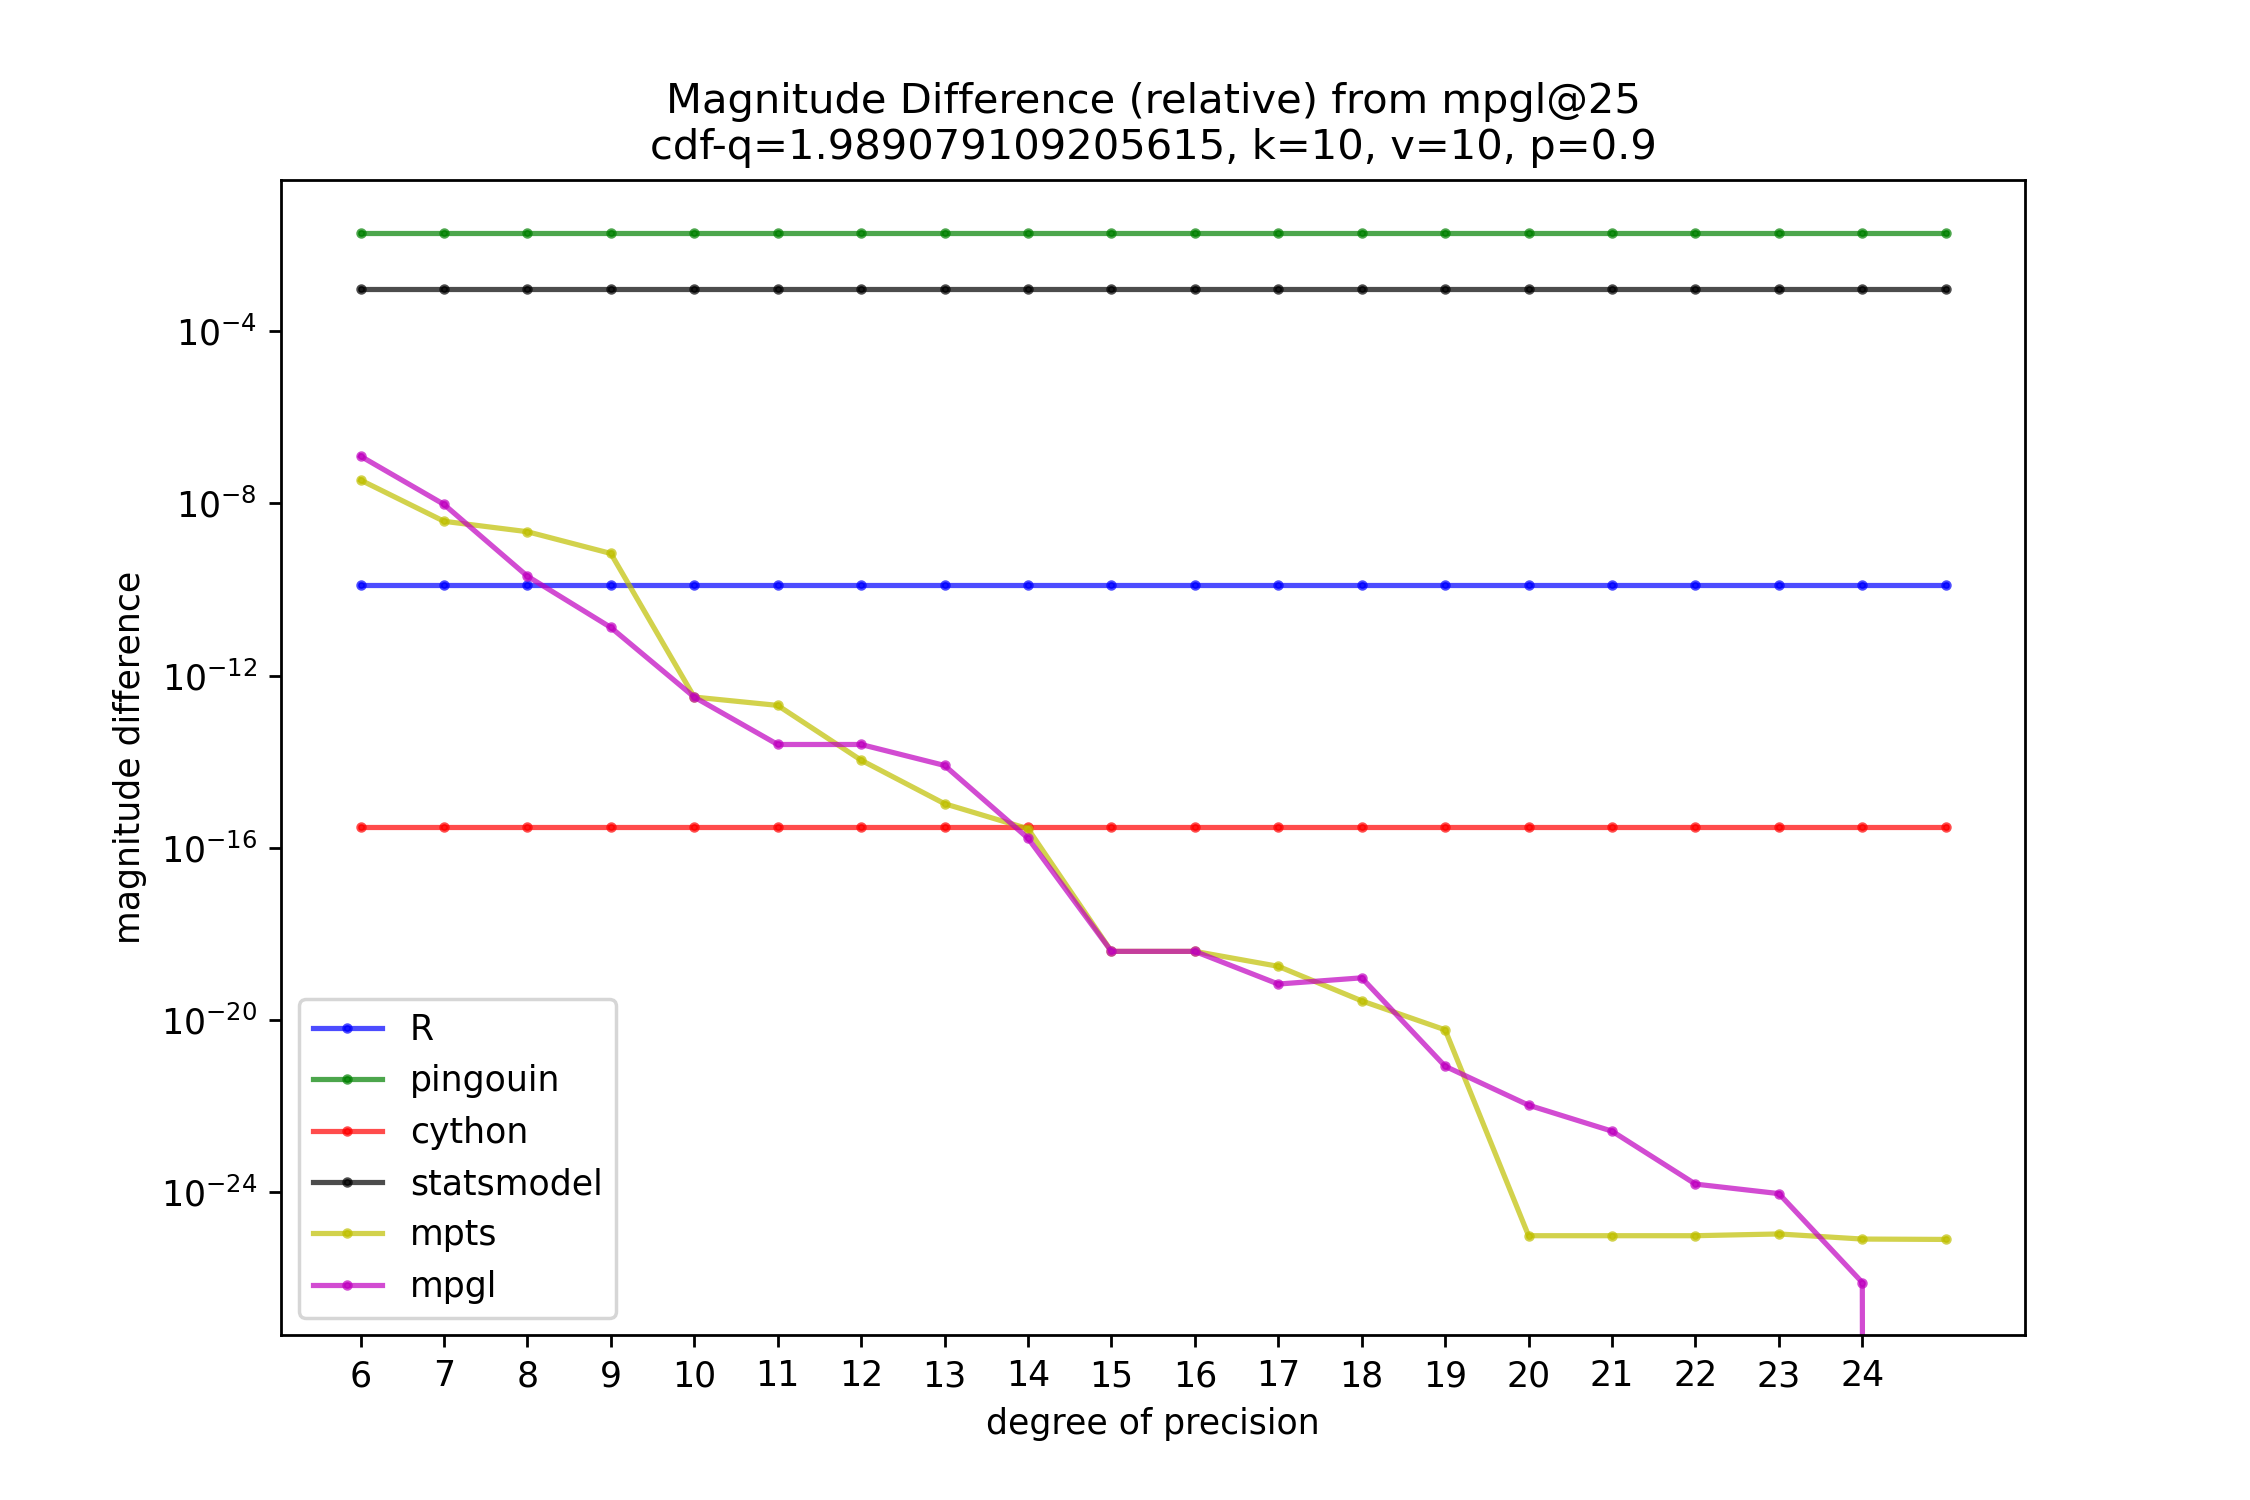 Magnitude Difference (relative) from mpgl@25
cdf-q=1.989079109205615, k=10, v=10, p=0.9
magnitude difference
10⁻⁴
10⁻⁸
10⁻¹²
10⁻¹⁶
10⁻²⁰
10⁻²⁴
R
pingouin
cython
statsmodel
mpts
mpgl
6 7 8 9 10 11 12 13 14 15 16 17 18 19 20 21 22 23 24
degree of precision